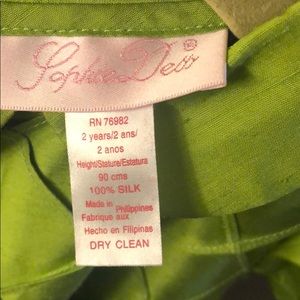 Sophie Dess
RN 76982
2 years/2 ans/
2 anos
Height/Stature/Estatura
90 cms
100% SILK
Made in Philippines
Fabrique aux
Hecho en Filipinas
DRY CLEAN